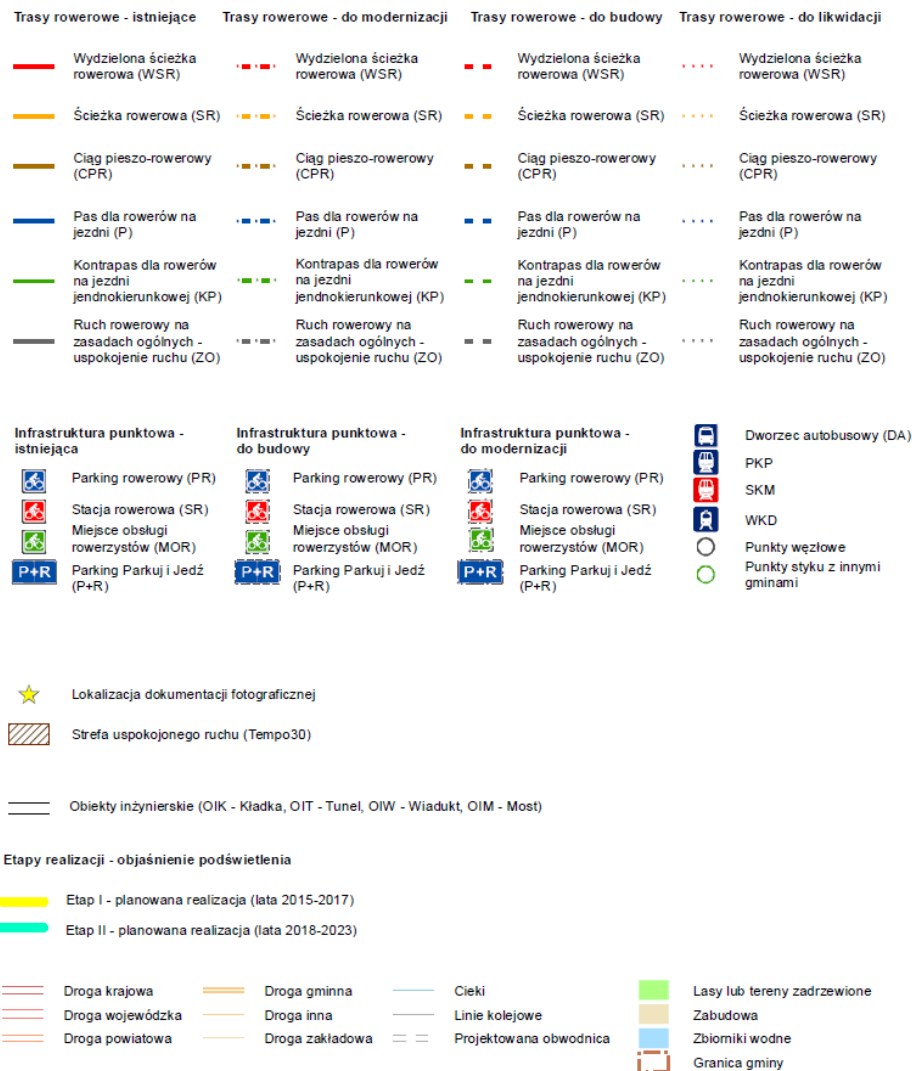 Trasy rowerowe - istniejące
Trasy rowerowe - do modernizacji
Trasy rowerowe - do budowy
Trasy rowerowe - do likwidacji
Wydzielona ścieżka
rowerowa (WSR)
Wydzielona ścieżka
rowerowa (WSR)
Wydzielona ścieżka
rowerowa (WSR)
Wydzielona ścieżka
rowerowa (WSR)
Ścieżka rowerowa (SR)
Ścieżka rowerowa (SR)
Ścieżka rowerowa (SR)
Ścieżka rowerowa (SR)
Ciąg pieszo-rowerowy
(CPR)
Ciąg pieszo-rowerowy
(CPR)
Ciąg pieszo-rowerowy
(CPR)
Ciąg pieszo-rowerowy
(CPR)
Pas dla rowerów na
jezdni (P)
Pas dla rowerów na
jezdni (P)
Pas dla rowerów na
jezdni (P)
Pas dla rowerów na
jezdni (P)
Kontrapas dla rowerów
na jezdni
jendnokierunkowej (KP)
Kontrapas dla rowerów
na jezdni
jendnokierunkowej (KP)
Kontrapas dla rowerów
na jezdni
jendnokierunkowej (KP)
Kontrapas dla rowerów
na jezdni
jendnokierunkowej (KP)
Ruch rowerowy na
zasadach ogólnych -
uspokojenie ruchu (ZO)
Ruch rowerowy na
zasadach ogólnych -
uspokojenie ruchu (ZO)
Ruch rowerowy na
zasadach ogólnych -
uspokojenie ruchu (ZO)
Ruch rowerowy na
zasadach ogólnych -
uspokojenie ruchu (ZO)
Infrastruktura punktowa -
istniejąca
Parking rowerowy (PR)
Stacja rowerowa (SR)
Miejsce obsługi
rowerzystów (MOR)
P+R
Parking Parkuj i Jedź
(P+R)
Infrastruktura punktowa -
do budowy
Parking rowerowy (PR)
Stacja rowerowa (SR)
Miejsce obsługi
rowerzystów (MOR)
P+R
Parking Parkuj i Jedź
(P+R)
Infrastruktura punktowa -
do modernizacji
Parking rowerowy (PR)
Stacja rowerowa (SR)
Miejsce obsługi
rowerzystów (MOR)
P+R
Parking Parkuj i Jedź
(P+R)
Dworzec autobusowy (DA)
PKP
SKM
WKD
Punkty węzłowe
Punkty styku z innymi
gminami
Lokalizacja dokumentacji fotograficznej
Strefa uspokojonego ruchu (Tempo30)
Obiekty inżynierskie (OIK - Kładka, OIT - Tunel, OIW - Wiadukt, OIM - Most)
Etapy realizacji - objaśnienie podświetlenia
Etap I - planowana realizacja (lata 2015-2017)
Etap II - planowana realizacja (lata 2018-2023)
Droga krajowa
Droga wojewódzka
Droga powiatowa
Droga gminna
Droga inna
Droga zakładowa
Cieki
Linie kolejowe
Projektowana obwodnica
Lasy lub tereny zadrzewione
Zabudowa
Zbiorniki wodne
Granica gminy